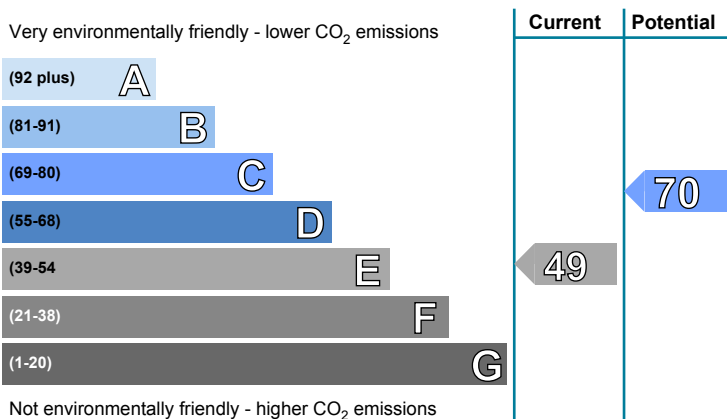 Current Potential
Very environmentally friendly - lower CO2 emissions
(92 plus) A
(81-91) B
(69-80) C
70
(55-68) D
(39-54 E
49
(21-38) F
(1-20) G
Not environmentally friendly - higher CO2 emissions